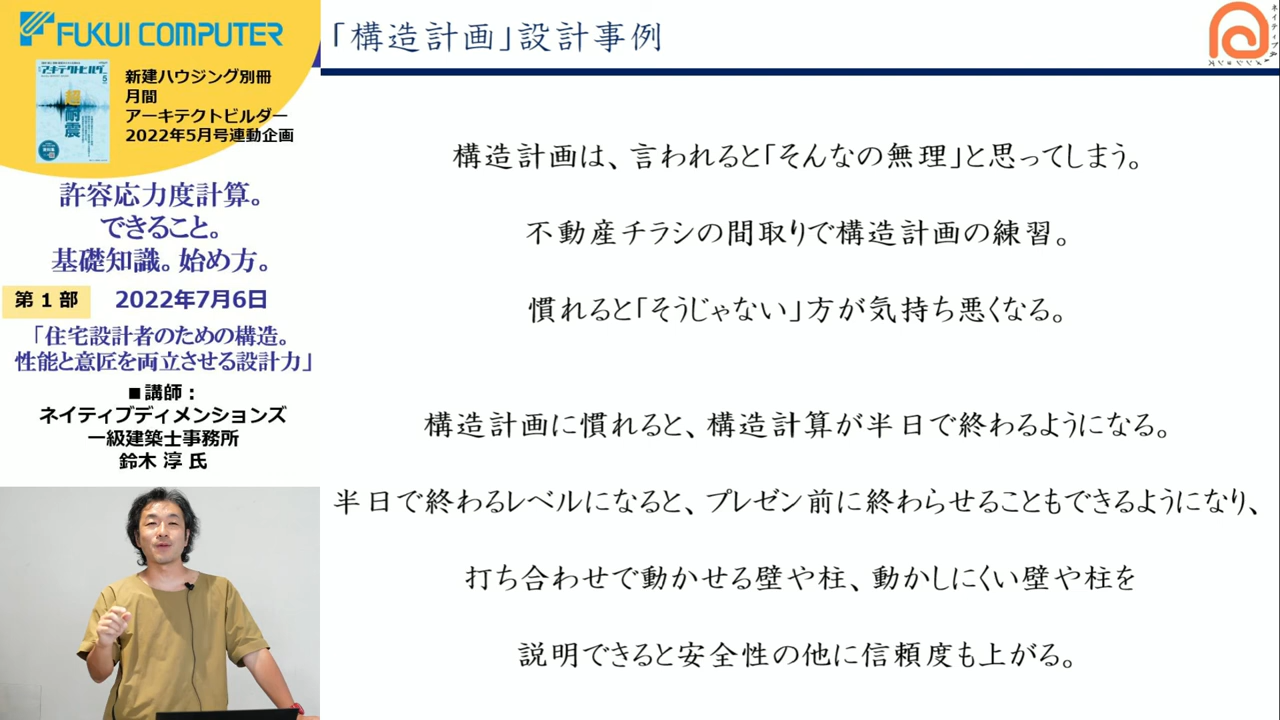 FUKUI COMPUTER
アーキテクトビルダー
超
耐震
新建ハウジング別冊
月間
アーキテクトビルダー
2022年5月号連動企画
許容応力度計算。
できること。
基礎知識。始め方。
第 1 部
2022年7月6日
「住宅設計者のための構造。
性能と意匠を両立させる設計力」
■講師：
ネイティブディメンションズ
一級建築士事務所
鈴木 淳 氏
「構造計画」設計事例
構造計画は、言われると「そんなの無理」と思ってしまう。
不動産チラシの間取りで構造計画の練習。
慣れると「そうじゃない」方が気持ち悪くなる。
構造計画に慣れると、構造計算が半日で終わるようになる。
半日で終わるレベルになると、プレゼン前に終わらせることもできるようになり、
打ち合わせで動かせる壁や柱、動かしにくい壁や柱を
説明できると安全性の他に信頼度も上がる。